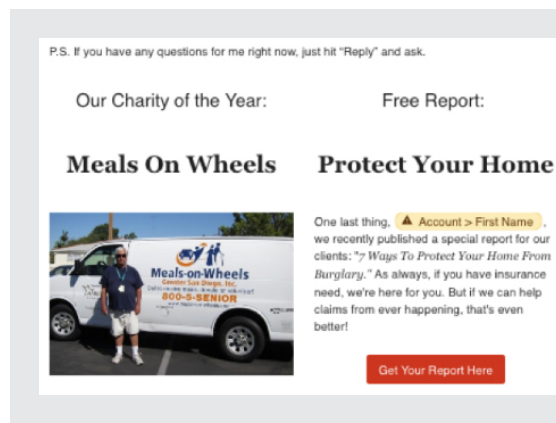 P.S. If you have any questions for me right now, just hit "Reply" and ask.
Our Charity of the Year:
Meals On Wheels
Meals-on-Wheels
Greater San Diego, Inc.
800-5-SENIOR
Free Report:
Protect Your Home
One last thing, Account > First Name ,
we recently published a special report for our
clients: "7 Ways To Protect Your Home From
Burglary." As always, if you have insurance
need, we're here for you. But if we can help
claims from ever happening, that's even
better!
Get Your Report Here